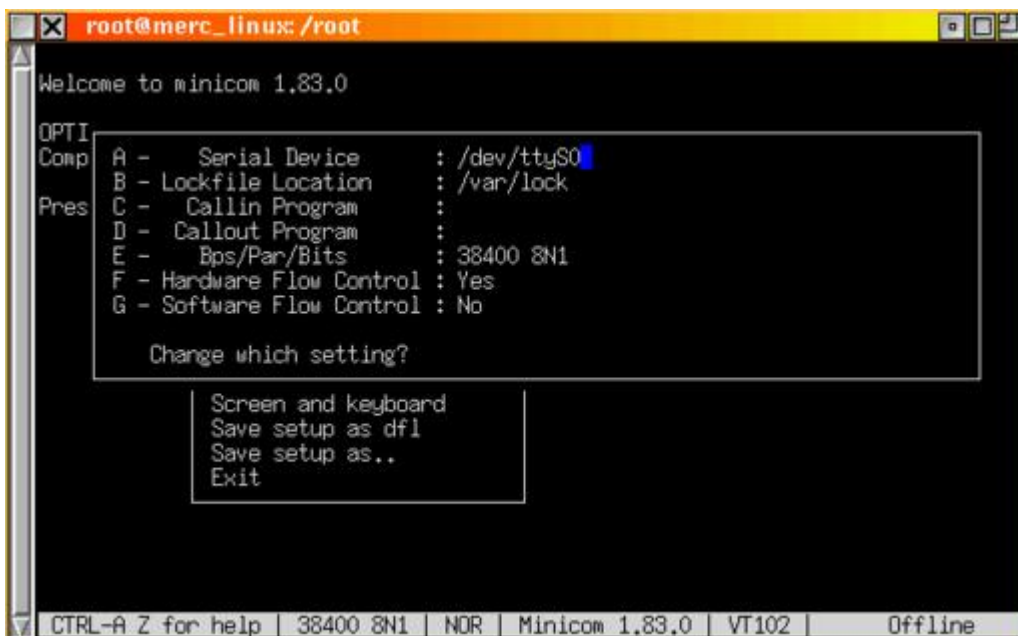 root@merc_linux: /root
Welcome to minicom 1.83.0
OPTI
Comp
Pres
A - Serial Device : /dev/ttyS0
B - Lockfile Location : /var/lock
C - Callin Program :
D - Callout Program :
E - Bps/Par/Bits : 38400 8N1
F - Hardware Flow Control : Yes
G - Software Flow Control : No
Change which setting?
Screen and keyboard
Save setup as dfl
Save setup as..
Exit
CTRL-A Z for help | 38400 8N1 | NOR | Minicom 1.83.0 | VT102 | Offline